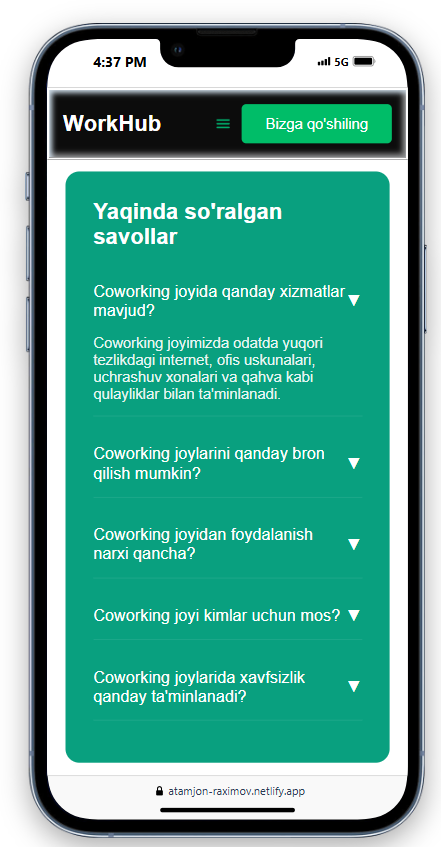 4:37 PM 5G
WorkHub
Bizga qo'shiling
Yaqinda so'ralgan
savollar
Coworking joyida qanday xizmatlar
mavjud?
Coworking joyimizda odatda yuqori
tezlikdagi internet, ofis uskunalari,
uchrashuv xonalari va qahva kabi
qulayliklar bilan ta'minlanadi.
Coworking joylarini qanday bron
qilish mumkin?
Coworking joyidan foydalanish
narxi qancha?
Coworking joyi kimlar uchun mos?
Coworking joylarida xavfsizlik
qanday ta'minlanadi?
atamjon-raximov.netlify.app